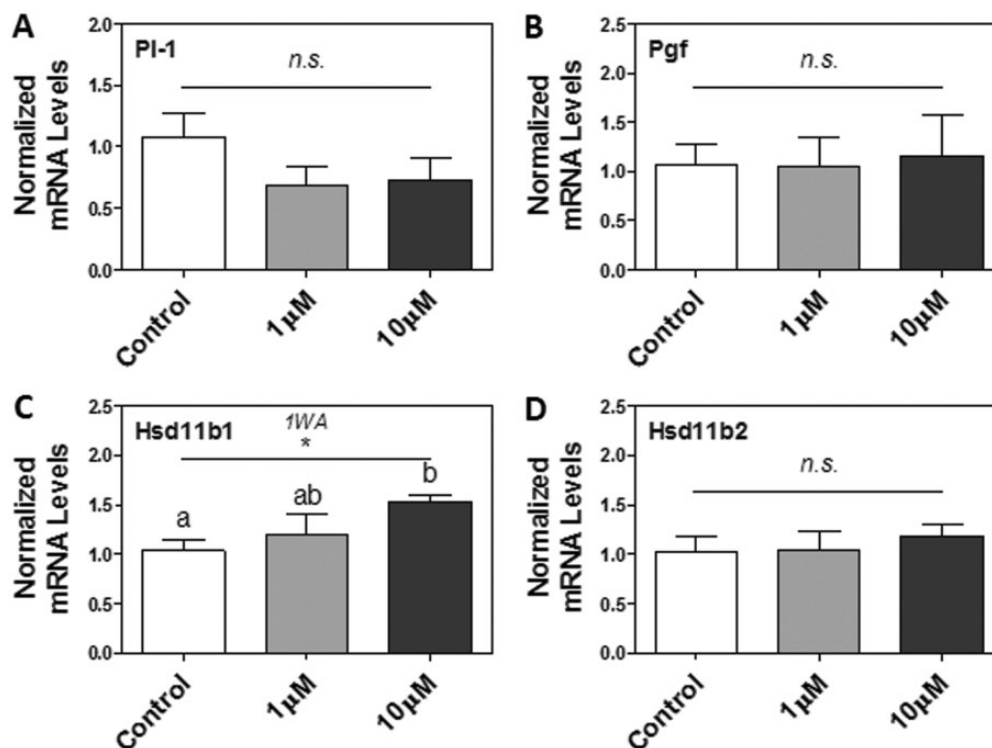 A
Pl-1
n.s.
Normalized
mRNA Levels
2.0
1.5
1.0
0.5
0.0
Control
1µM
10µM
B
Pgf
n.s.
Normalized
mRNA Levels
2.5
2.0
1.5
1.0
0.5
0.0
Control
1µM
10µM
C
Hsd11b1
1WA
*
a
ab
b
Normalized
mRNA Levels
2.5
2.0
1.5
1.0
0.5
0.0
Control
1µM
10µM
D
Hsd11b2
n.s.
Normalized
mRNA Levels
2.5
2.0
1.5
1.0
0.5
0.0
Control
1µM
10µM